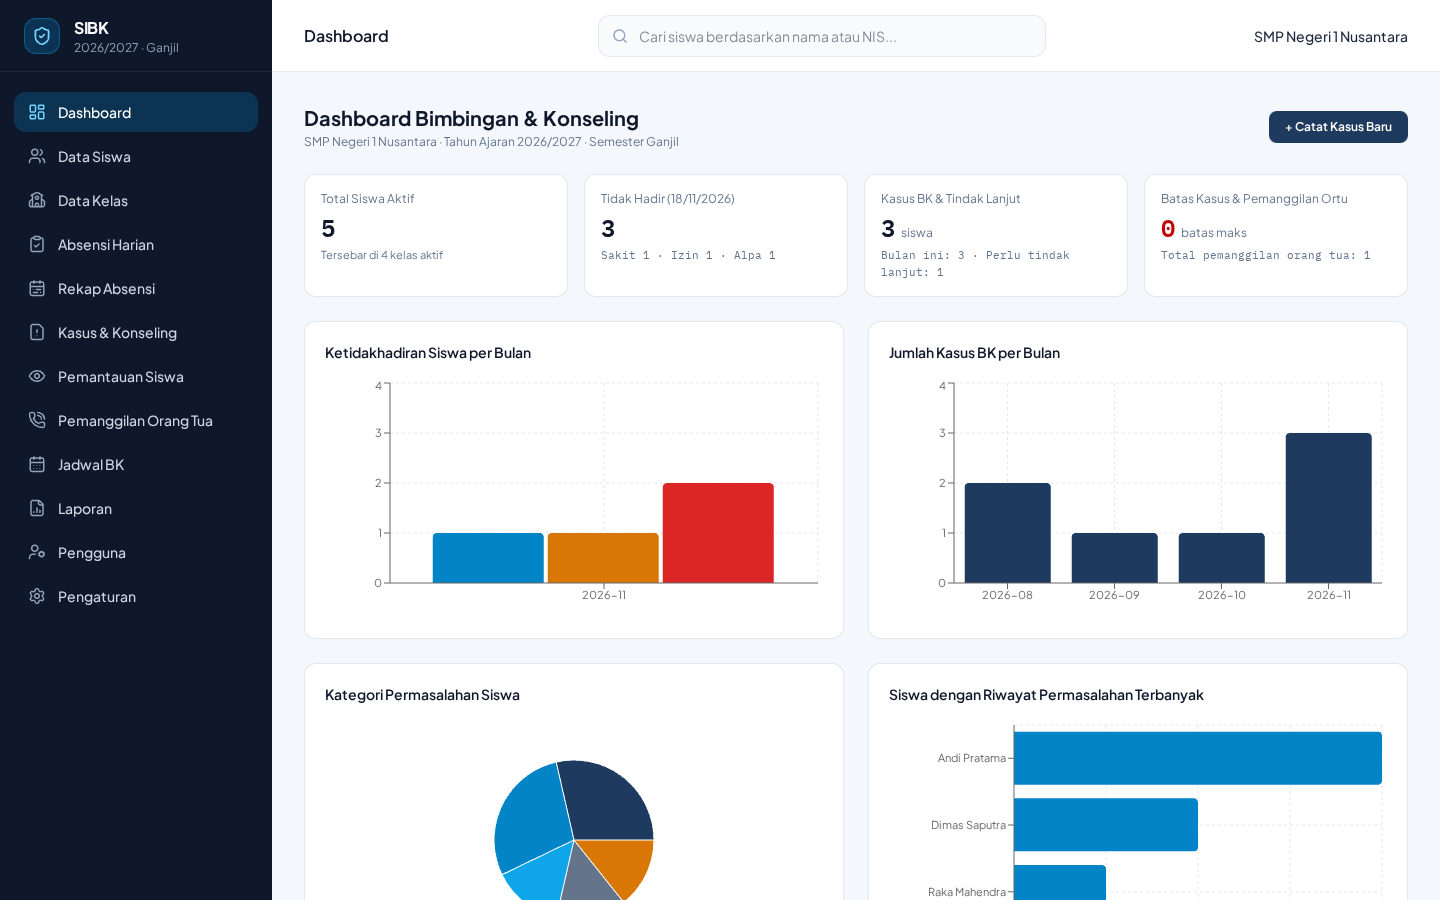 SIBK
2026/2027 · Ganjil
Dashboard
Data Siswa
Data Kelas
Absensi Harian
Rekap Absensi
Kasus & Konseling
Pemantauan Siswa
Pemanggilan Orang Tua
Jadwal BK
Laporan
Pengguna
Pengaturan
Dashboard
Cari siswa berdasarkan nama atau NIS...
SMP Negeri 1 Nusantara
Dashboard Bimbingan & Konseling
SMP Negeri 1 Nusantara · Tahun Ajaran 2026/2027 · Semester Ganjil
+ Catat Kasus Baru
Total Siswa Aktif
5
Tersebar di 4 kelas aktif
Tidak Hadir (18/11/2026)
3
Sakit 1 · Izin 1 · Alpa 1
Kasus BK & Tindak Lanjut
3 siswa
Bulan ini: 3 · Perlu tindak
lanjut: 1
Batas Kasus & Pemanggilan Ortu
0 batas maks
Total pemanggilan orang tua: 1
Ketidakhadiran Siswa per Bulan
4
3
2
1
0
2026-11
Jumlah Kasus BK per Bulan
4
3
2
1
0
2026-08
2026-09
2026-10
2026-11
Kategori Permasalahan Siswa
Siswa dengan Riwayat Permasalahan Terbanyak
Andi Pratama
Dimas Saputra
Raka Mahendra